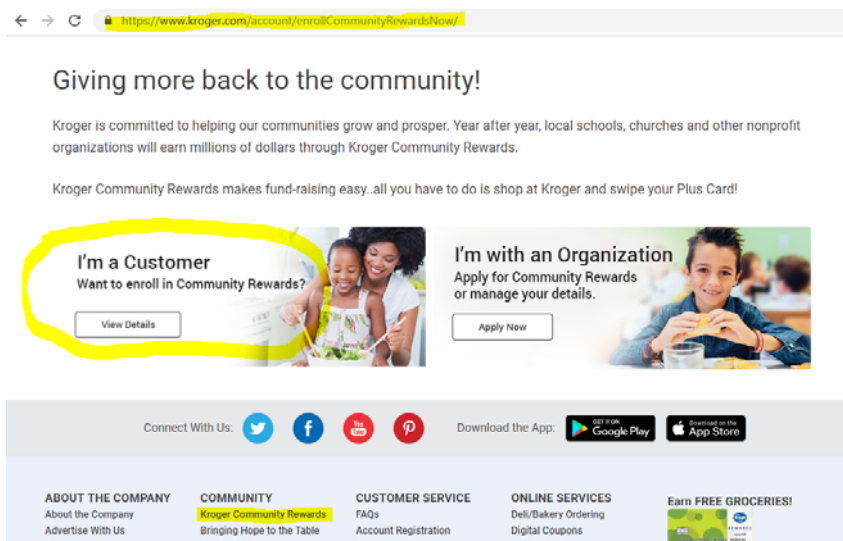 https://www.kroger.com/account/enrollCommunityRewardsNow/
Giving more back to the community!
Kroger is committed to helping our communities grow and prosper. Year after year, local schools, churches and other nonprofit
organizations will earn millions of dollars through Kroger Community Rewards.
Kroger Community Rewards makes fund-raising easy..all you have to do is shop at Kroger and swipe your Plus Card!
I'm a Customer
Want to enroll in Community Rewards?
View Details
I'm with an Organization
Apply for Community Rewards
or manage your details.
Apply Now
Connect With Us:
You
Tube
Download the App:
GET IT ON
Google Play
Download on the
App Store
ABOUT THE COMPANY
About the Company
Advertise With Us
COMMUNITY
Kroger Community Rewards
Bringing Hope to the Table
CUSTOMER SERVICE
FAQs
Account Registration
ONLINE SERVICES
Deli/Bakery Ordering
Digital Coupons
Earn FREE GROCERIES!
Kroger
REWARDS